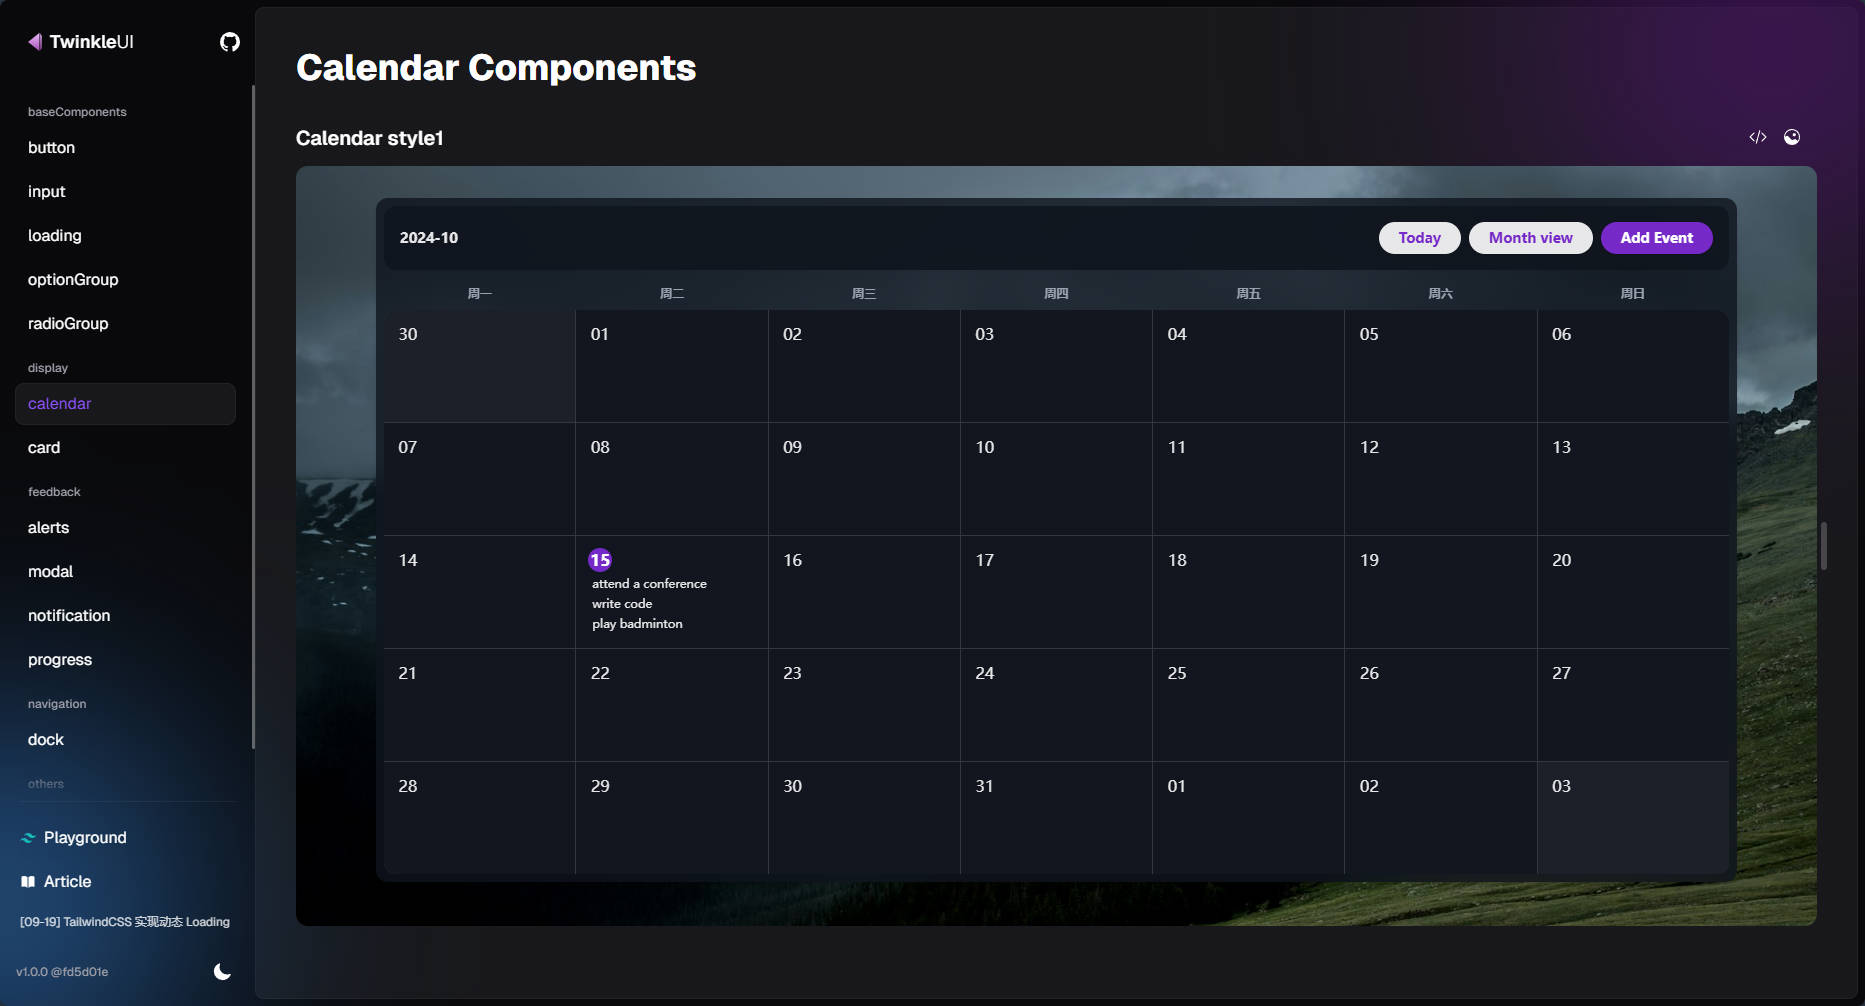 TwinkleUI
baseComponents
button
input
loading
optionGroup
radioGroup
display
calendar
card
feedback
alerts
modal
notification
progress
navigation
dock
others
Playground
Article
[09-19] TailwindCSS 实现动态 Loading
v1.0.0 @fd5d01e
Calendar Components
Calendar style1
2024-10
Today Month view Add Event
周一 周二 周三 周四 周五 周六 周日
30 01 02 03 04 05 06
07 08 09 10 11 12 13
14 15 16 17 18 19 20
attend a conference
write code
play badminton
21 22 23 24 25 26 27
28 29 30 31 01 02 03